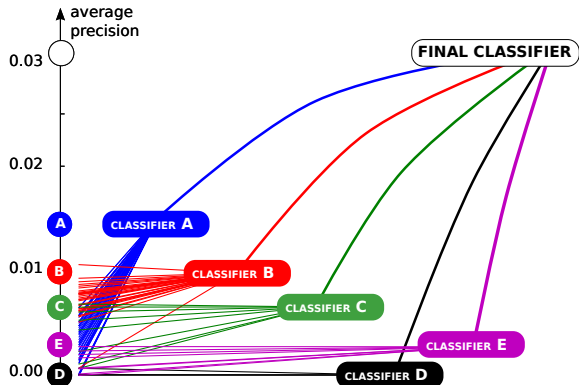 average
precision
0.03
FINAL CLASSIFIER
0.02
A
CLASSIFIER A
0.01
B
CLASSIFIER B
C
CLASSIFIER C
E
CLASSIFIER E
0.00
D
CLASSIFIER D